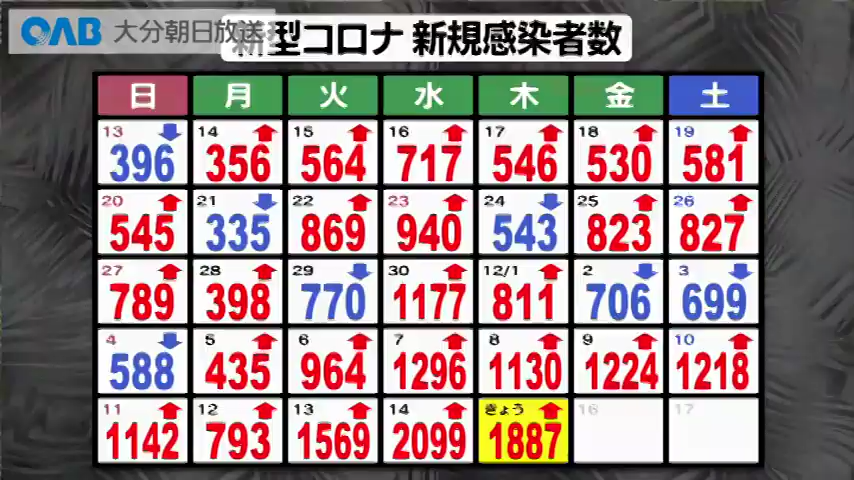 OAB 大分朝日放送
新型コロナ 新規感染者数
日 月 火 水 木 金 土
13 14 15 16 17 18 19
396 356 564 717 546 530 581
20 21 22 23 24 25 26
545 335 869 940 543 823 827
27 28 29 30 12/1 2 3
789 398 770 1177 811 706 699
4 5 6 7 8 9 10
588 435 964 1296 1130 1224 1218
11 12 13 14 きょう 16 17
1142 793 1569 2099 1887